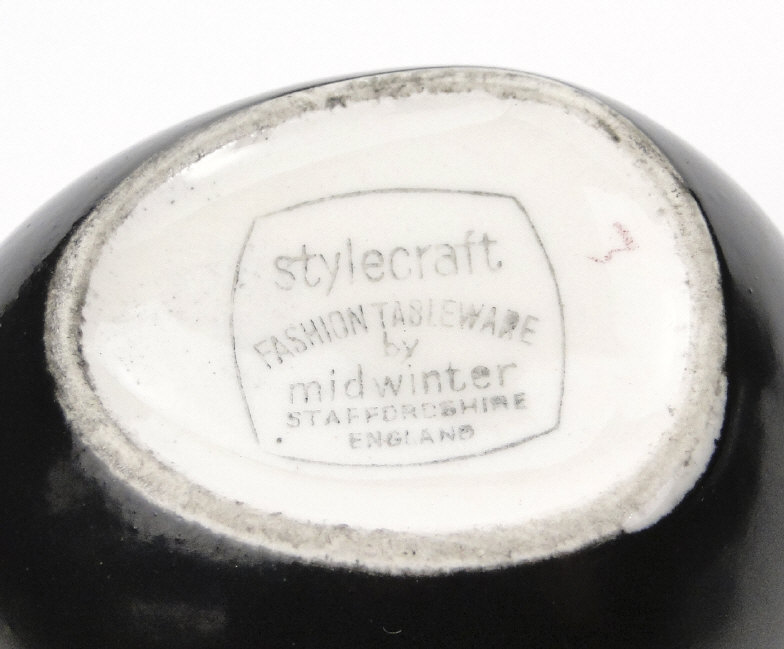 stylecraft
FASHION TABLEWARE
by
midwinter
STAFFORDSHIRE
ENGLAND